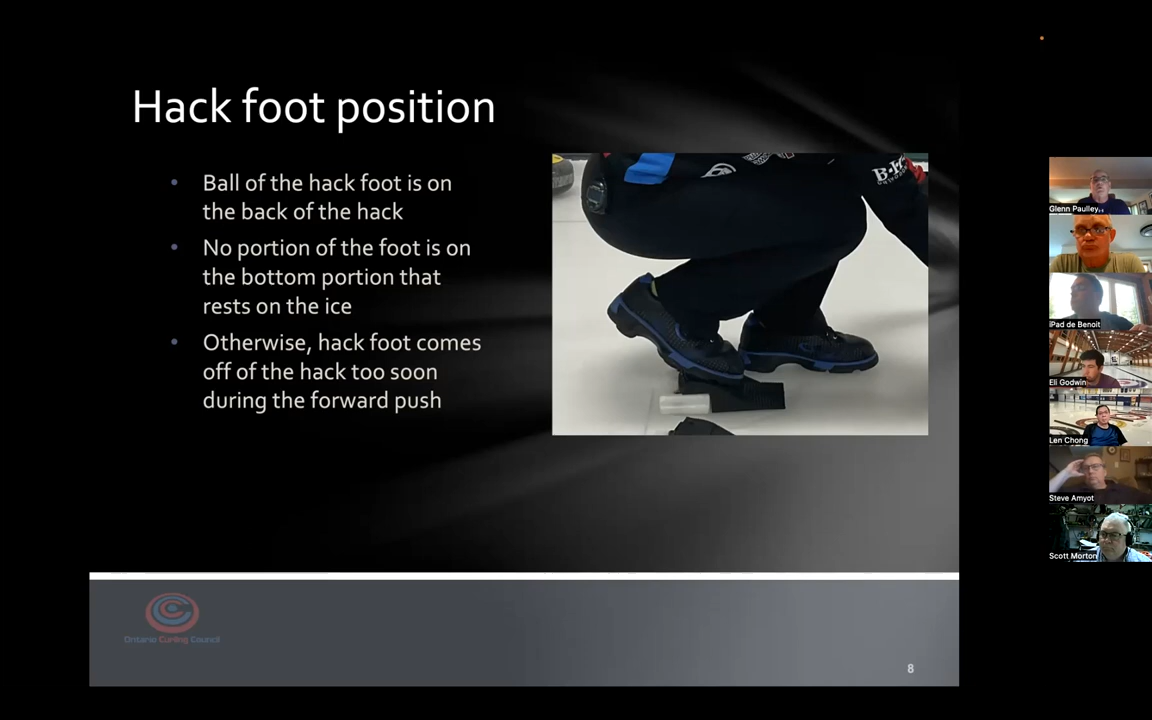 Hack foot position
• Ball of the hack foot is on
the back of the hack
• No portion of the foot is on
the bottom portion that
rests on the ice
• Otherwise, hack foot comes
off of the hack too soon
during the forward push
Ontario Curling Council
8
Glenn Paulley
iPad de Benoit
Eli Godwin
Len Chong
Steve Amyot
Scott Morton